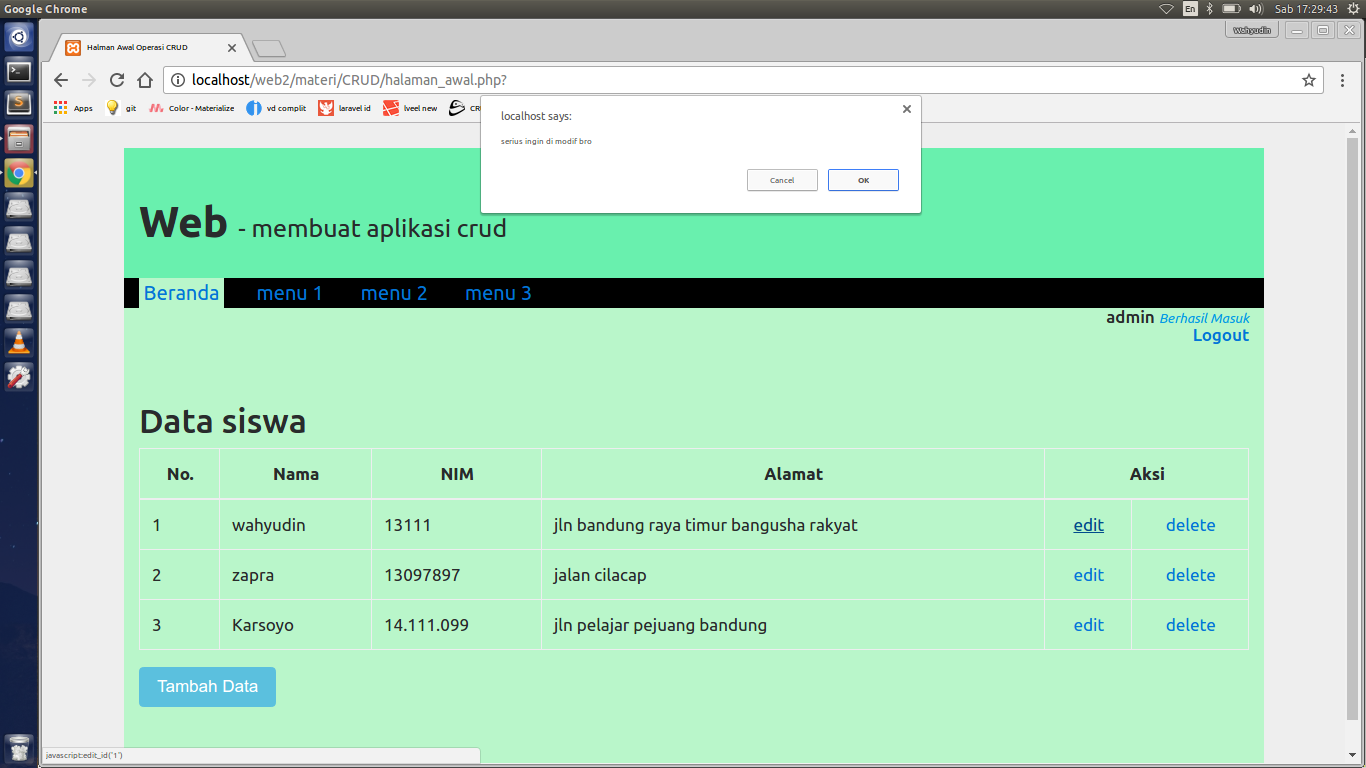 Google Chrome
En
Sab 17:29:43
Wahyudin
Halman Awal Operasi CRUD
localhost/web2/materi/CRUD/halaman_awal.php?
Apps git Color - Materialize vd complit laravel id lveel new
localhost says:
serius ingin di modif bro
Cancel OK
Web - membuat aplikasi crud
Beranda menu 1 menu 2 menu 3
admin Berhasil Masuk
Logout
Data siswa
No. Nama NIM Alamat Aksi
1 wahyudin 13111 jln bandung raya timur bangusha rakyat edit delete
2 zapra 13097897 jalan cilacap edit delete
3 Karsoyo 14.111.099 jln pelajar pejuang bandung edit delete
Tambah Data
javascript:edit_id('1')